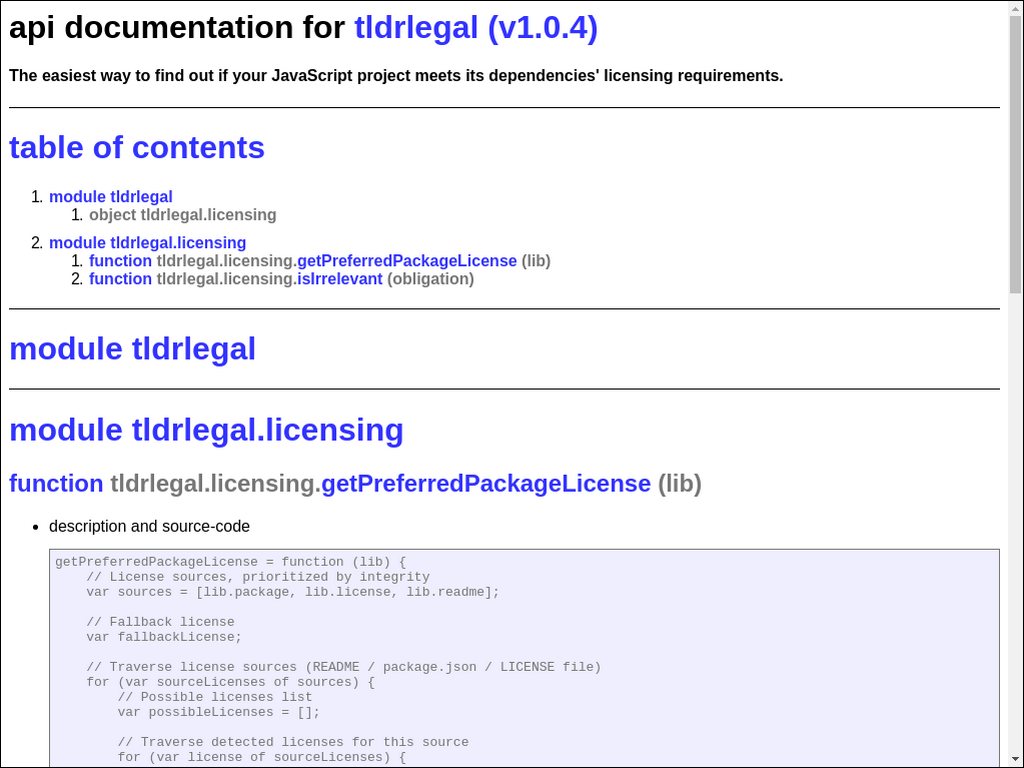 api documentation for tldrlegal (v1.0.4)
The easiest way to find out if your JavaScript project meets its dependencies' licensing requirements.
table of contents
1. module tldrlegal
1. object tldrlegal.licensing
2. module tldrlegal.licensing
1. function tldrlegal.licensing.getPreferredPackageLicense (lib)
2. function tldrlegal.licensing.isIrrelevant (obligation)
module tldrlegal
module tldrlegal.licensing
function tldrlegal.licensing.getPreferredPackageLicense (lib)
• description and source-code
getPreferredPackageLicense = function (lib) {
    // License sources, prioritized by integrity
    var sources = [lib.package, lib.license, lib.readme];
    // Fallback license
    var fallbackLicense;
    // Traverse license sources (README / package.json / LICENSE file)
    for (var sourceLicenses of sources) {
        // Possible licenses list
        var possibleLicenses = [];
        // Traverse detected licenses for this source
        for (var license of sourceLicenses) {